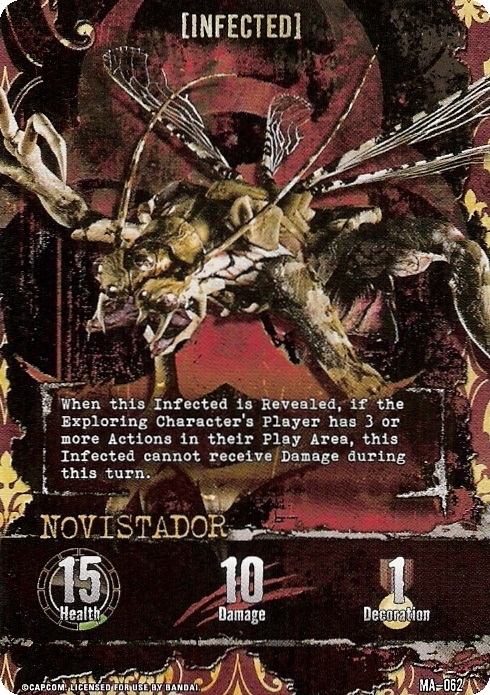 [INFECTED]
When this Infected is Revealed, if the
Exploring Character's Player has 3 or
more Actions in their Play Area, this
Infected cannot receive Damage during
this turn.
NOVISTADOR
15 10 1
Health Damage Decoration
©CAPCOM. LICENSED FOR USE BY BANDAI. MA-062